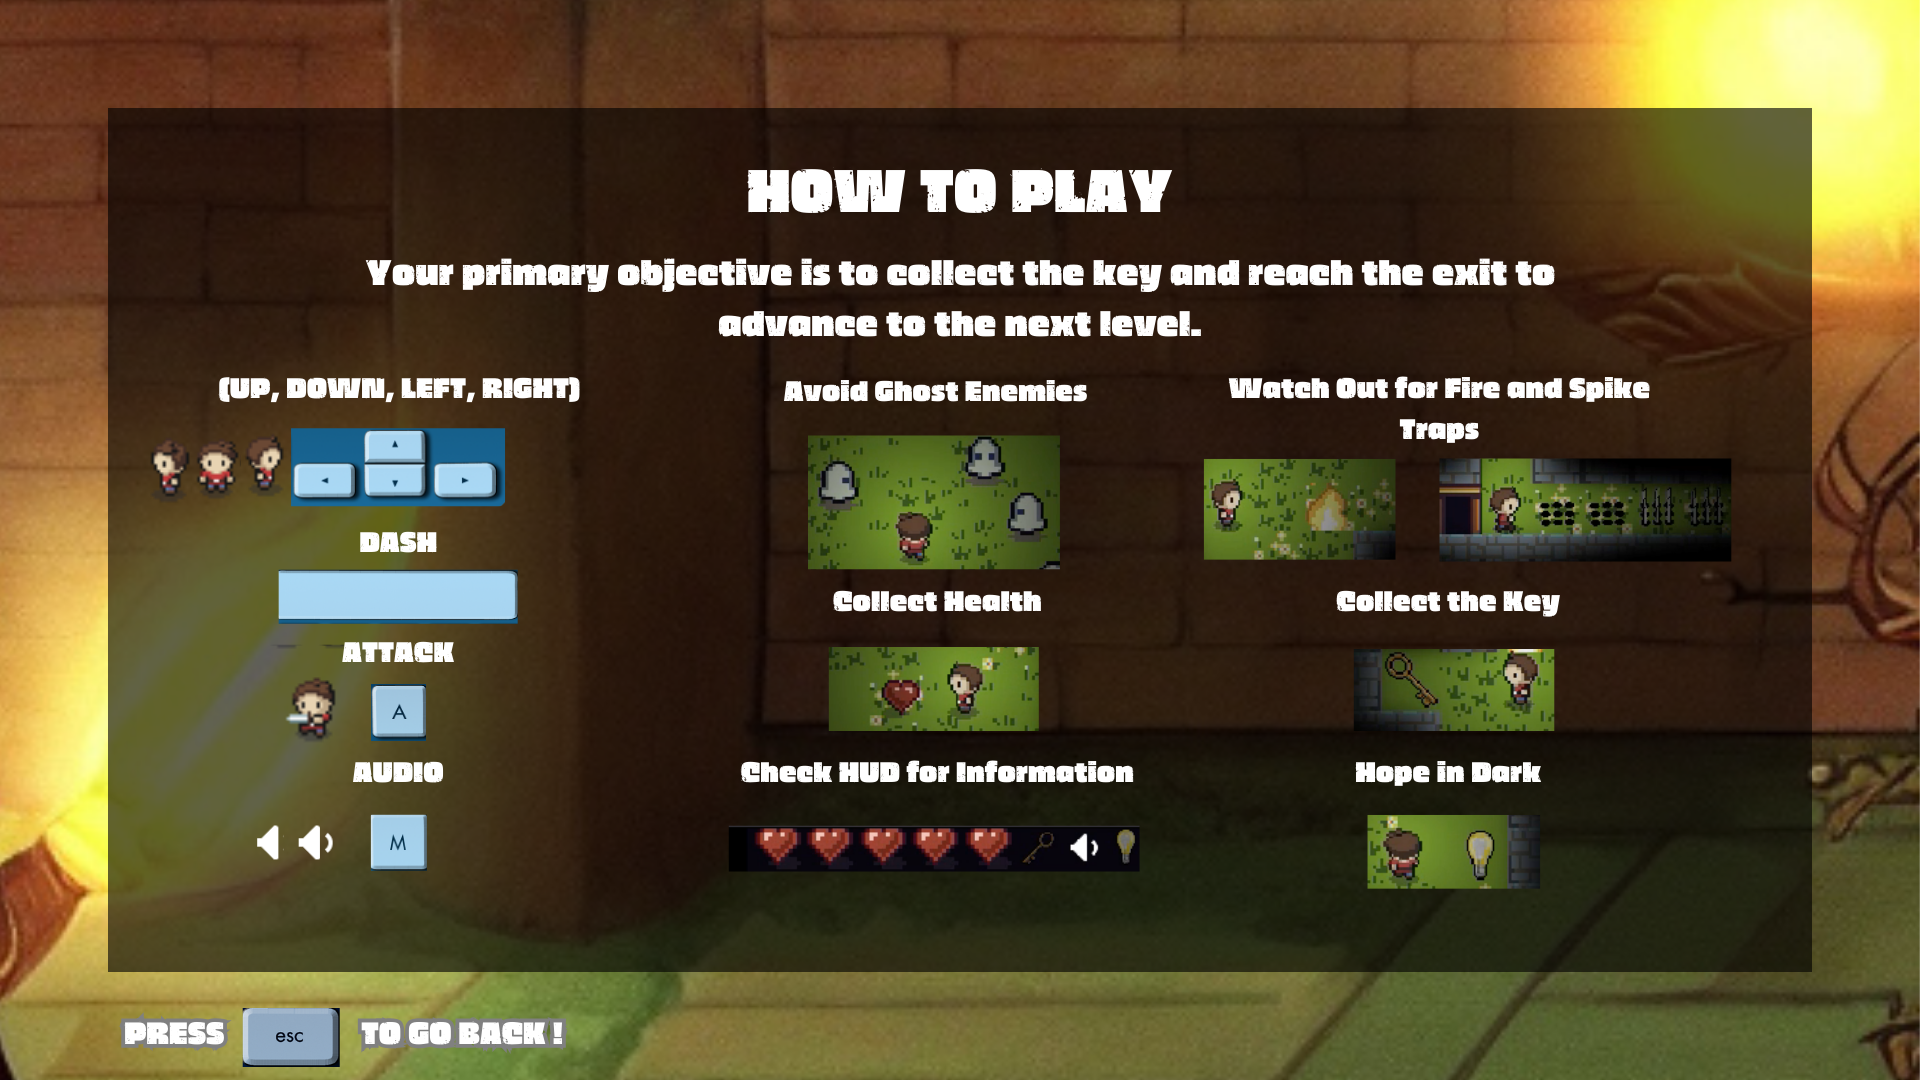 HOW TO PLAY
Your primary objective is to collect the key and reach the exit to
advance to the next level.
(UP, DOWN, LEFT, RIGHT)
DASH
ATTACK
A
AUDIO
M
Avoid Ghost Enemies
Collect Health
Check HUD for Information
Watch Out for Fire and Spike
Traps
Collect the Key
Hope in Dark
PRESS esc TO GO BACK !